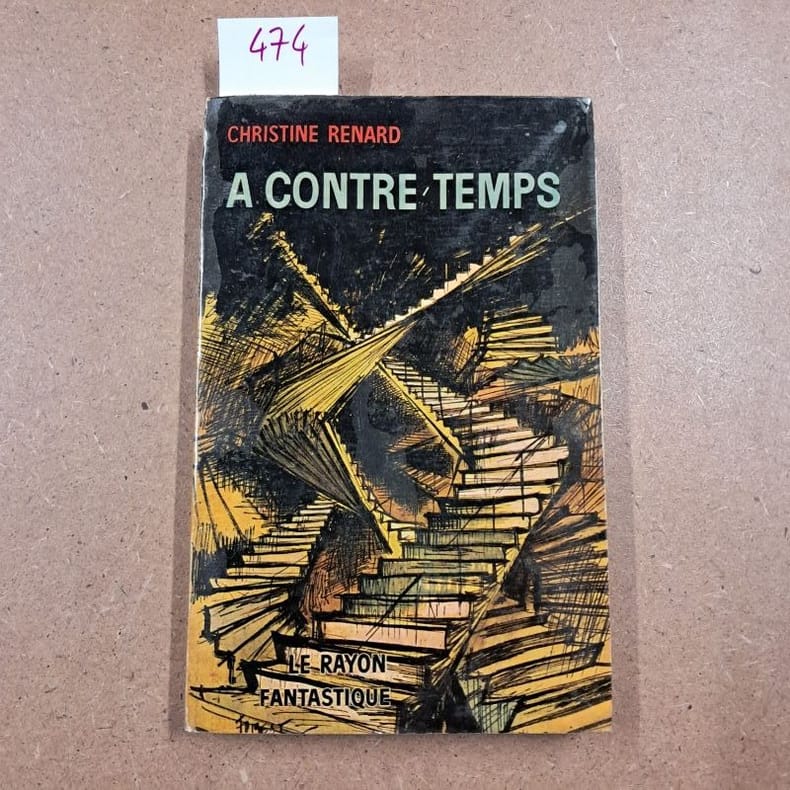 474
CHRISTINE RENARD
A CONTRE-TEMPS
LE RAYON
FANTASTIQUE